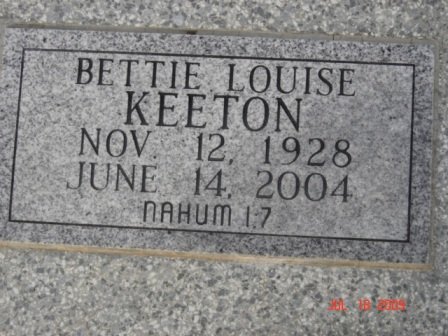 BETTIE LOUISE
KEETON
NOV. 12, 1928
JUNE 14, 2004
NAHUM 1:7